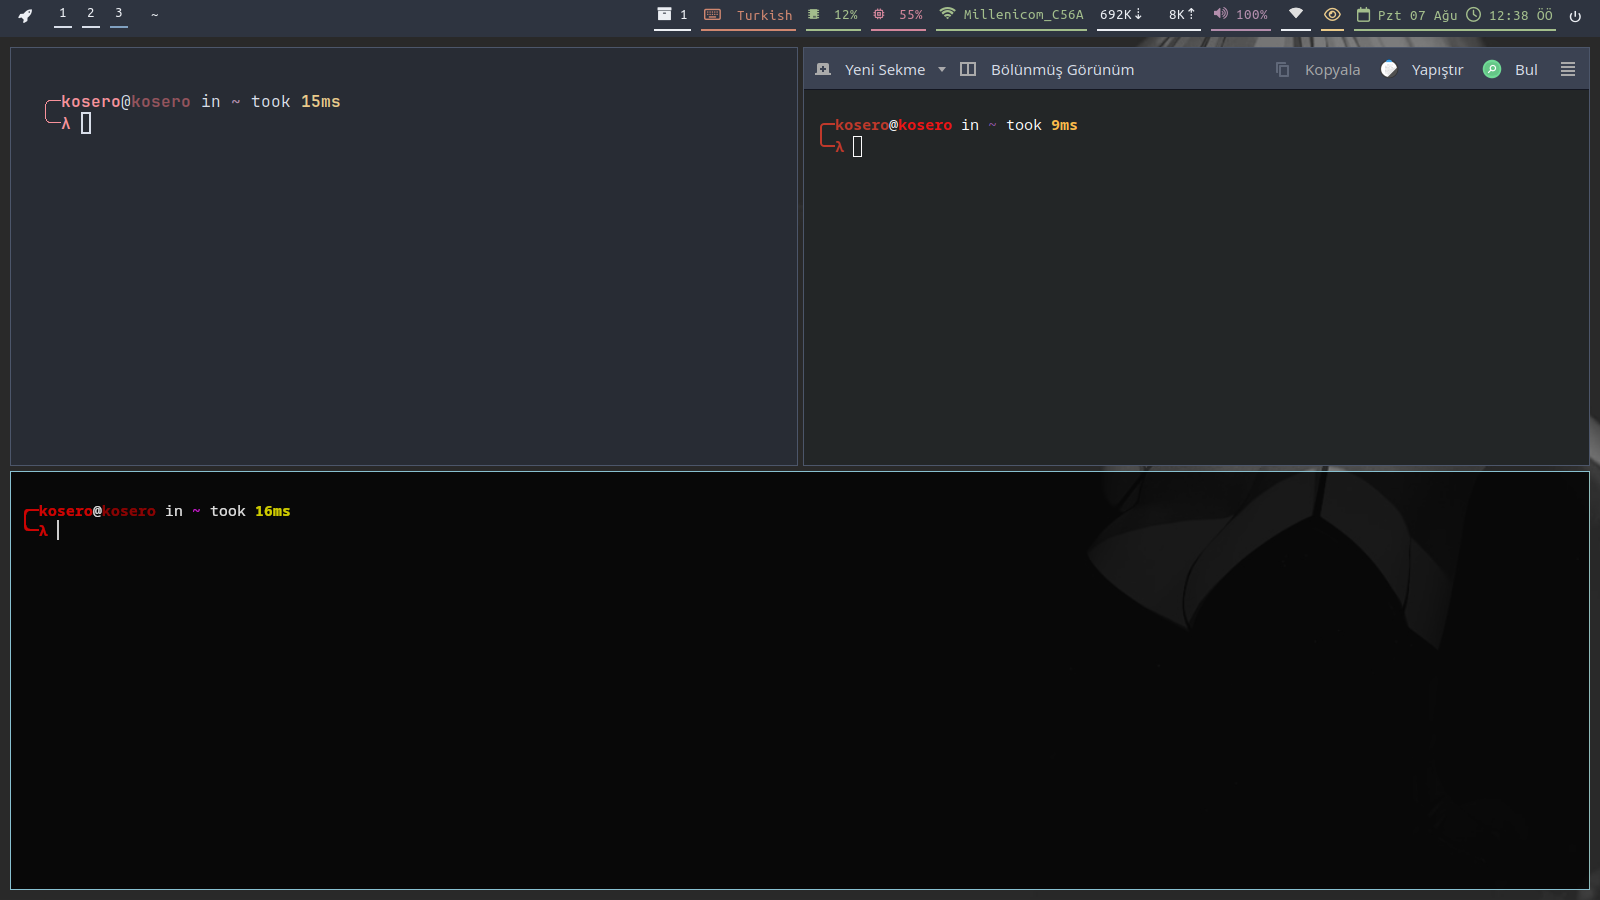 1 2 3 ~ 1 Turkish 12% 55% Millenicom_C56A 692K⇣ 8K⇡ 100% Pzt 07 Ağu 12:38 ÖÖ
kosero@kosero in ~ took 15ms
λ
Yeni Sekme Bölünmüş Görünüm Kopyala Yapıştır Bul
kosero@kosero in ~ took 9ms
λ
kosero@kosero in ~ took 16ms
λ